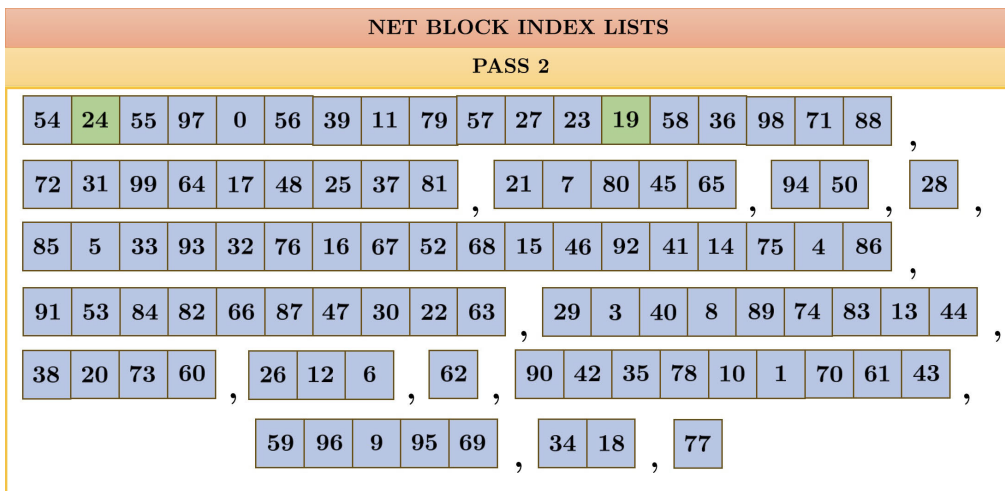 NET BLOCK INDEX LISTS
PASS 2
54 24 55 97 0 56 39 11 79 57 27 23 19 58 36 98 71 88 ,
72 31 99 64 17 48 25 37 81 , 21 7 80 45 65 , 94 50 , 28 ,
85 5 33 93 32 76 16 67 52 68 15 46 92 41 14 75 4 86 ,
91 53 84 82 66 87 47 30 22 63 , 29 3 40 8 89 74 83 13 44 ,
38 20 73 60 , 26 12 6 , 62 , 90 42 35 78 10 1 70 61 43 ,
59 96 9 95 69 , 34 18 , 77